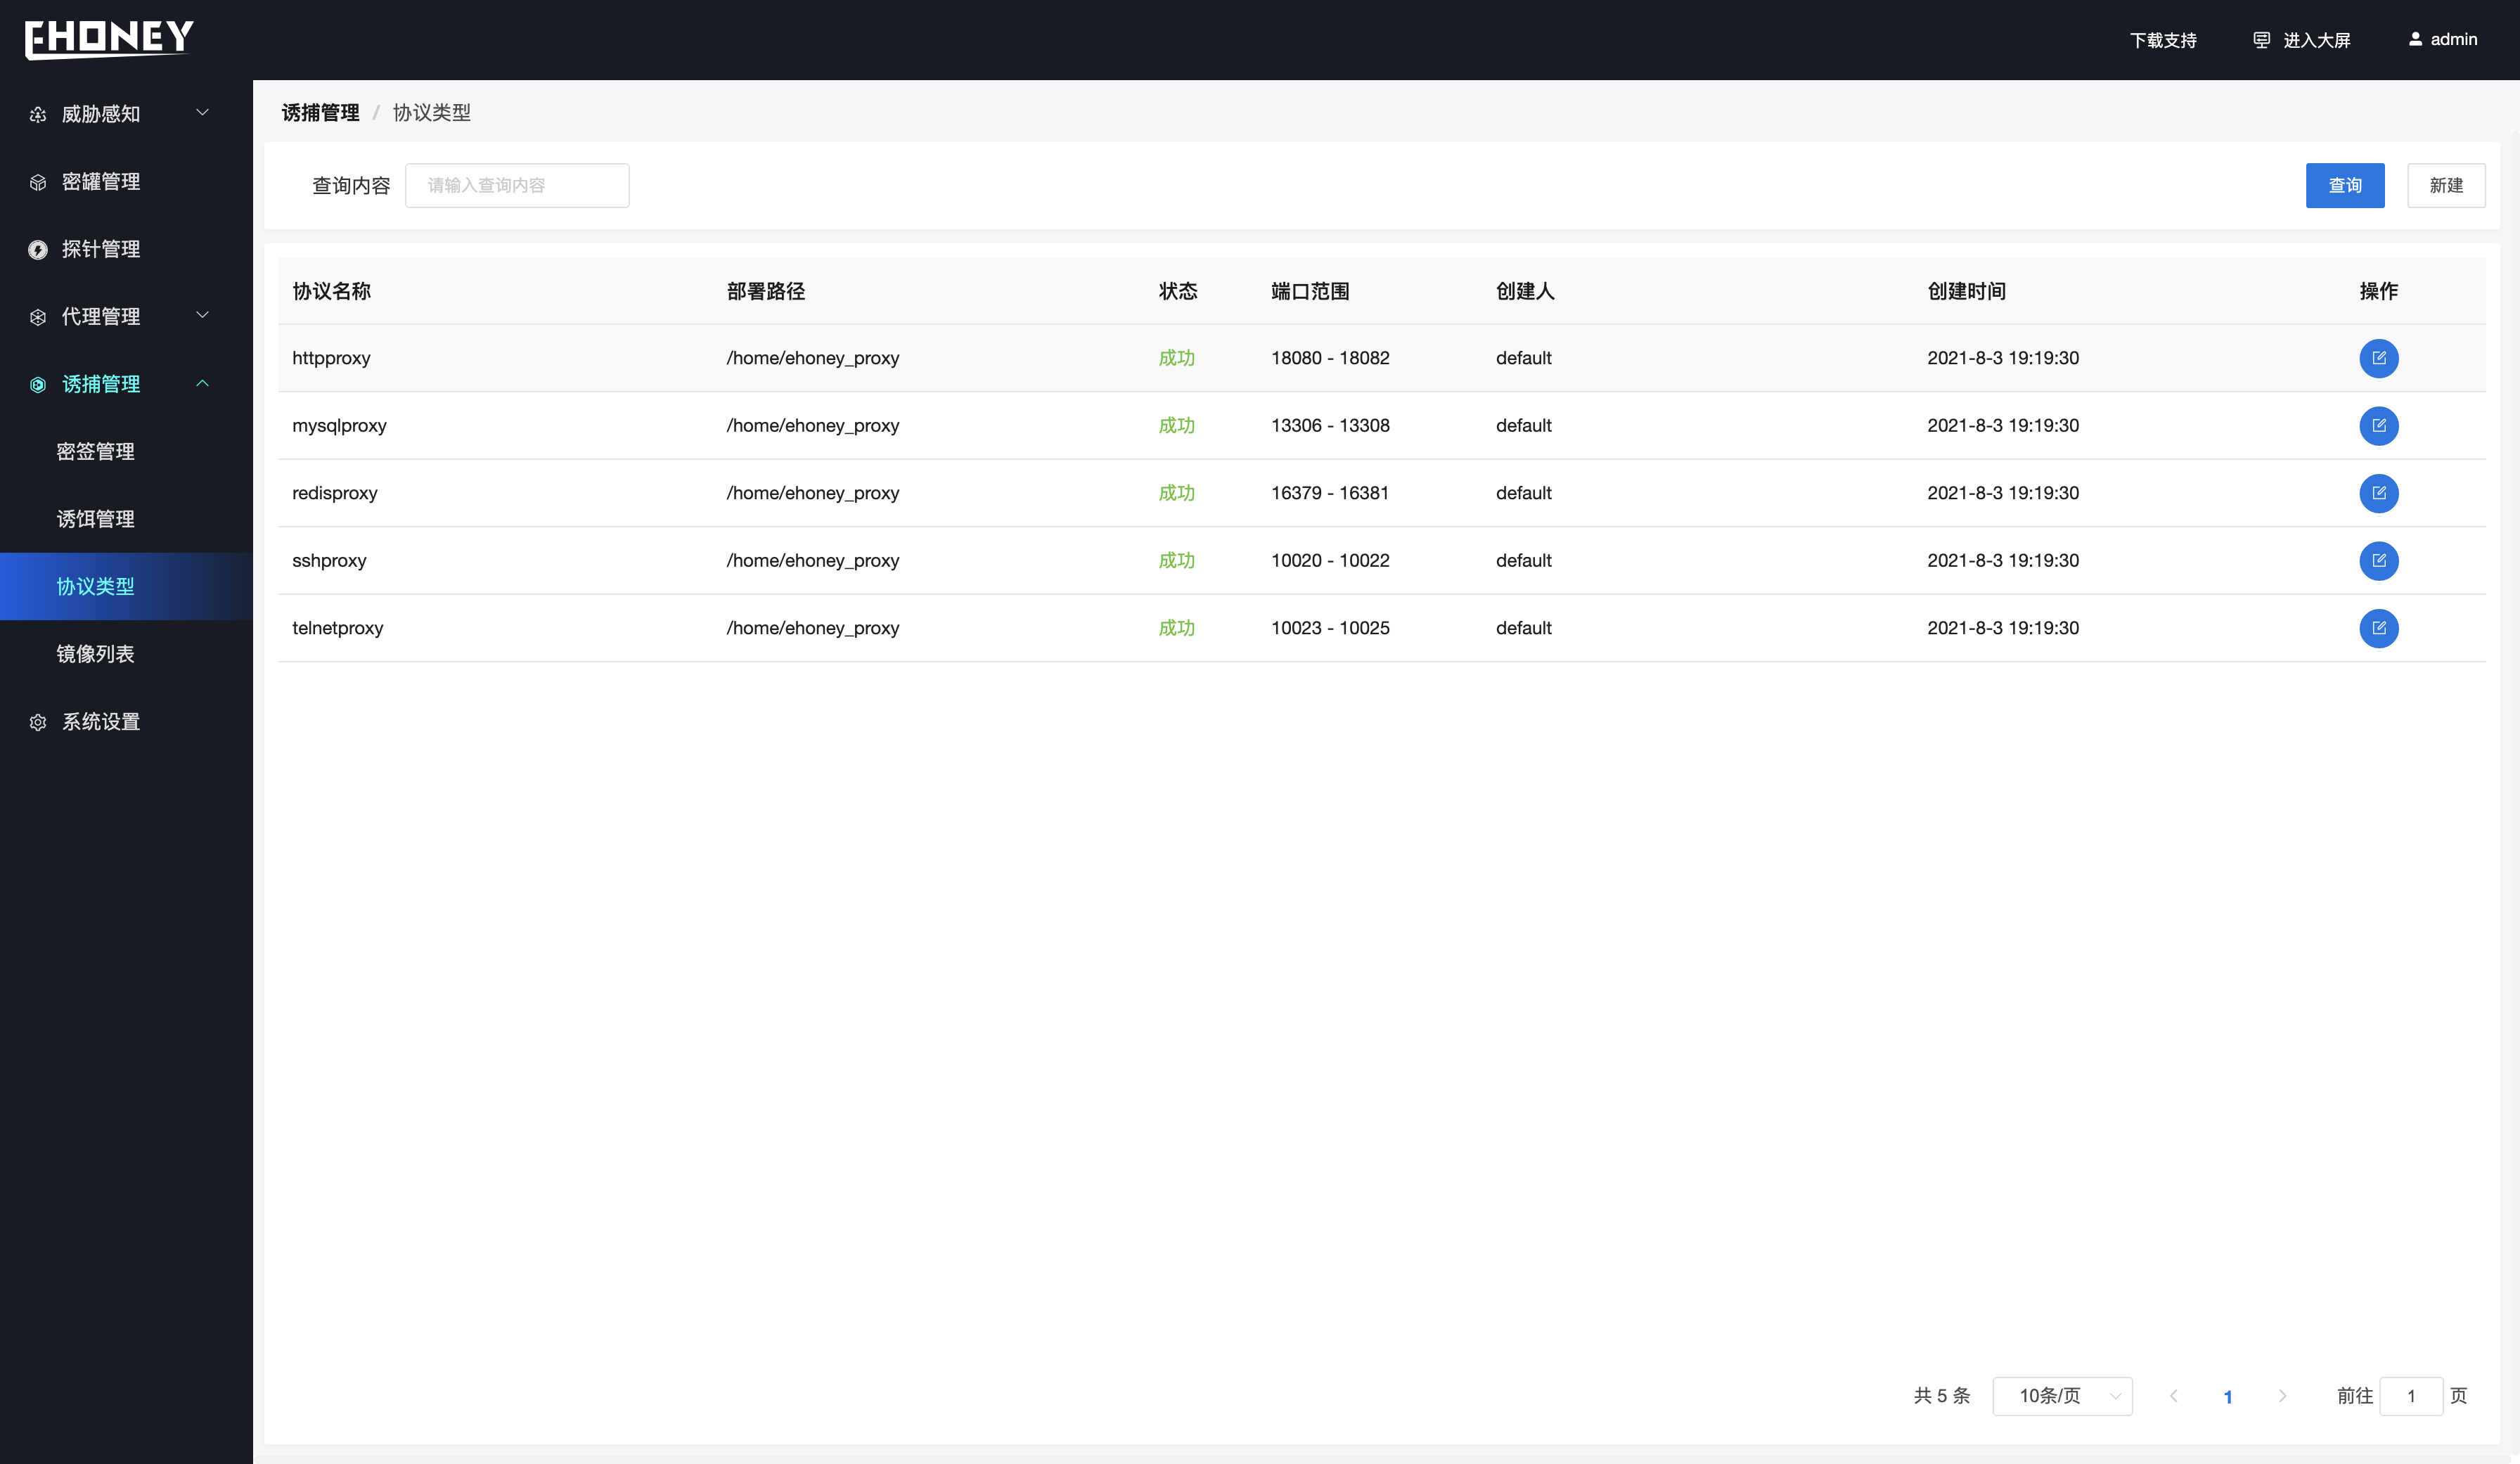 EHONEY
下载支持 进入大屏 admin
威胁感知
密罐管理
探针管理
代理管理
诱捕管理
密签管理
诱饵管理
协议类型
镜像列表
系统设置
诱捕管理 / 协议类型
查询内容 请输入查询内容 查询 新建
协议名称 部署路径 状态 端口范围 创建人 创建时间 操作
httpproxy /home/ehoney_proxy 成功 18080 - 18082 default 2021-8-3 19:19:30
mysqlproxy /home/ehoney_proxy 成功 13306 - 13308 default 2021-8-3 19:19:30
redisproxy /home/ehoney_proxy 成功 16379 - 16381 default 2021-8-3 19:19:30
sshproxy /home/ehoney_proxy 成功 10020 - 10022 default 2021-8-3 19:19:30
telnetproxy /home/ehoney_proxy 成功 10023 - 10025 default 2021-8-3 19:19:30
共 5 条 10条/页 1 前往 1 页